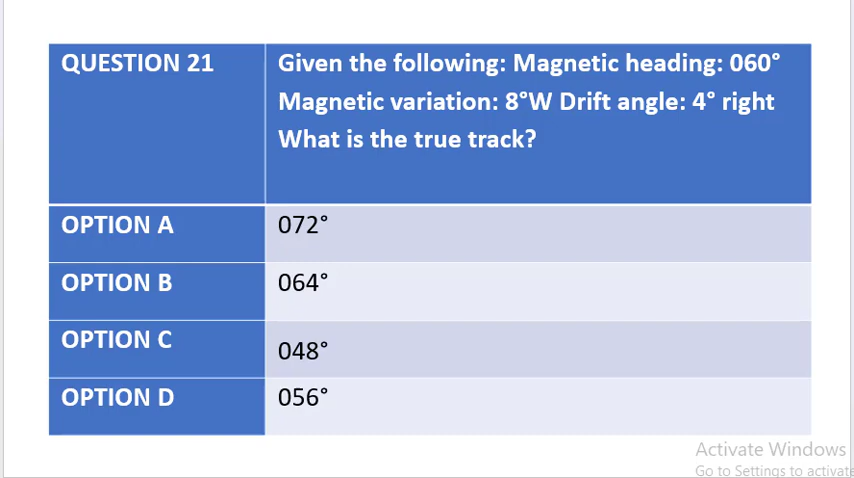 QUESTION 21
Given the following: Magnetic heading: 060°
Magnetic variation: 8°W Drift angle: 4° right
What is the true track?
OPTION A
072°
OPTION B
064°
OPTION C
048°
OPTION D
056°
Activate Windows
Go to Settings to activate